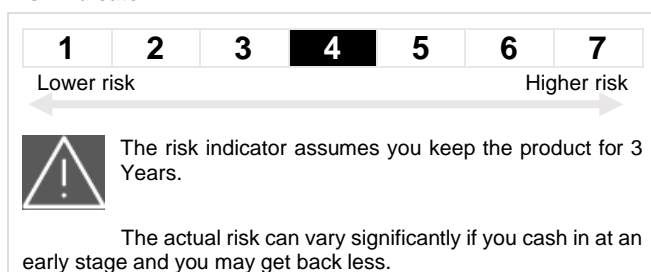 1 2 3 4 5 6 7
Lower risk Higher risk
The risk indicator assumes you keep the product for 3
Years.
The actual risk can vary significantly if you cash in at an
early stage and you may get back less.